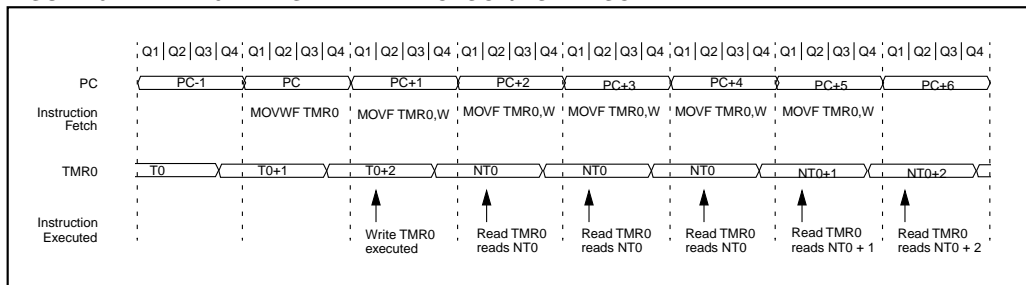 Q1 Q2 Q3 Q4 Q1 Q2 Q3 Q4 Q1 Q2 Q3 Q4 Q1 Q2 Q3 Q4 Q1 Q2 Q3 Q4 Q1 Q2 Q3 Q4 Q1 Q2 Q3 Q4 Q1 Q2 Q3 Q4
PC PC-1 PC PC+1 PC+2 PC+3 PC+4 PC+5 PC+6
Instruction
Fetch
MOVWF TMR0 MOVF TMR0,W MOVF TMR0,W MOVF TMR0,W MOVF TMR0,W MOVF TMR0,W
TMR0 T0 T0+1 T0+2 NT0 NT0 NT0 NT0+1 NT0+2
Instruction
Executed
Write TMR0
executed
Read TMR0
reads NT0
Read TMR0
reads NT0
Read TMR0
reads NT0
Read TMR0
reads NT0 + 1
Read TMR0
reads NT0 + 2